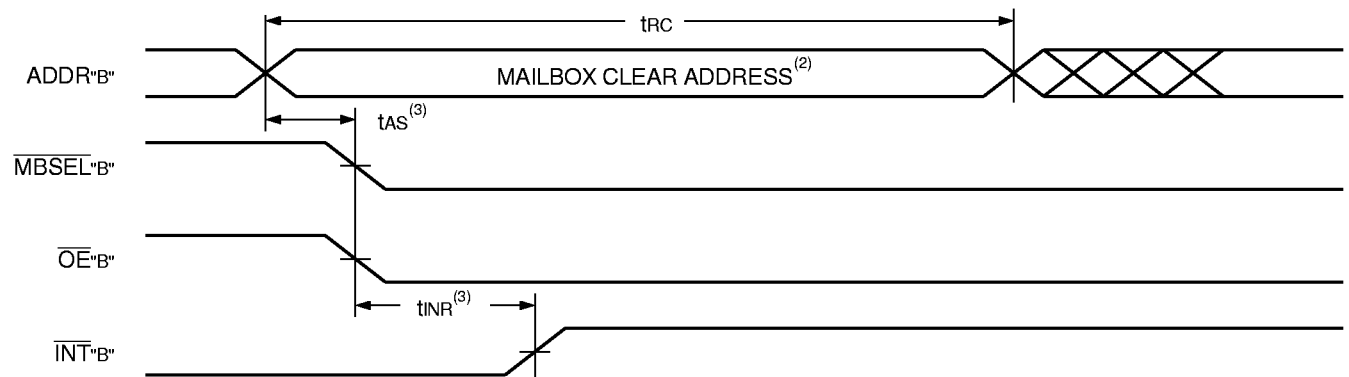 tRC
ADDR"B"
MAILBOX CLEAR ADDRESS(2)
tAS(3)
MBSEL"B"
OE"B"
tINR(3)
INT"B"